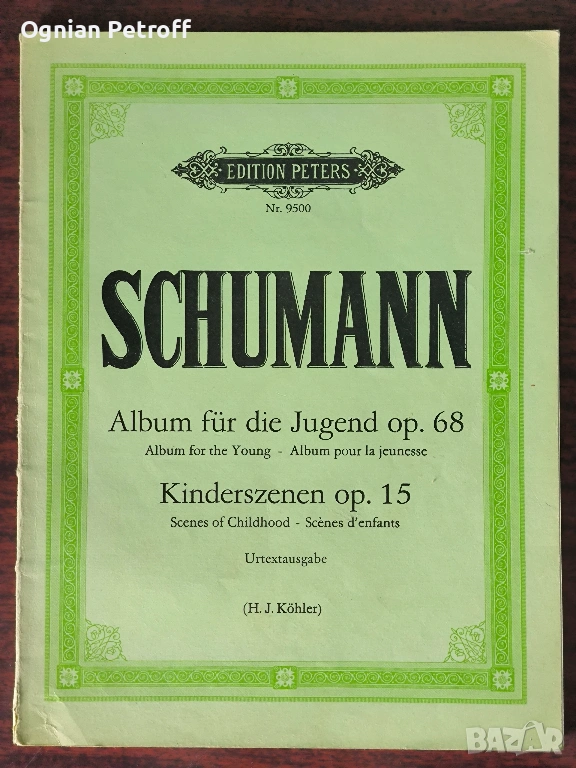 Ognian Petroff
EDITION PETERS
Nr. 9500
SCHUMANN
Album für die Jugend op. 68
Album for the Young - Album pour la jeunesse
Kinderszenen op. 15
Scenes of Childhood - Scènes d'enfants
Urtextausgabe
(H. J. Köhler)
BAZAR